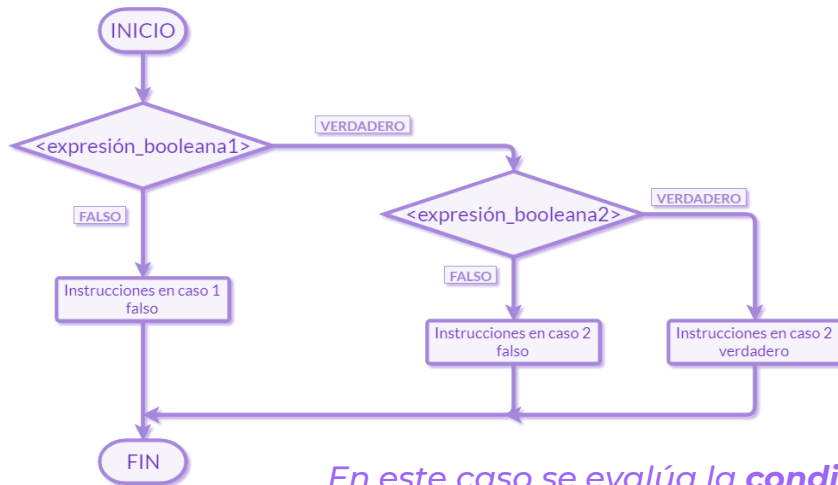 INICIO
<expresión_booleana1>
VERDADERO
FALSO
<expresión_booleana2>
VERDADERO
FALSO
Instrucciones en caso 1
falso
Instrucciones en caso 2
falso
Instrucciones en caso 2
verdadero
FIN
En este caso se evalúa la